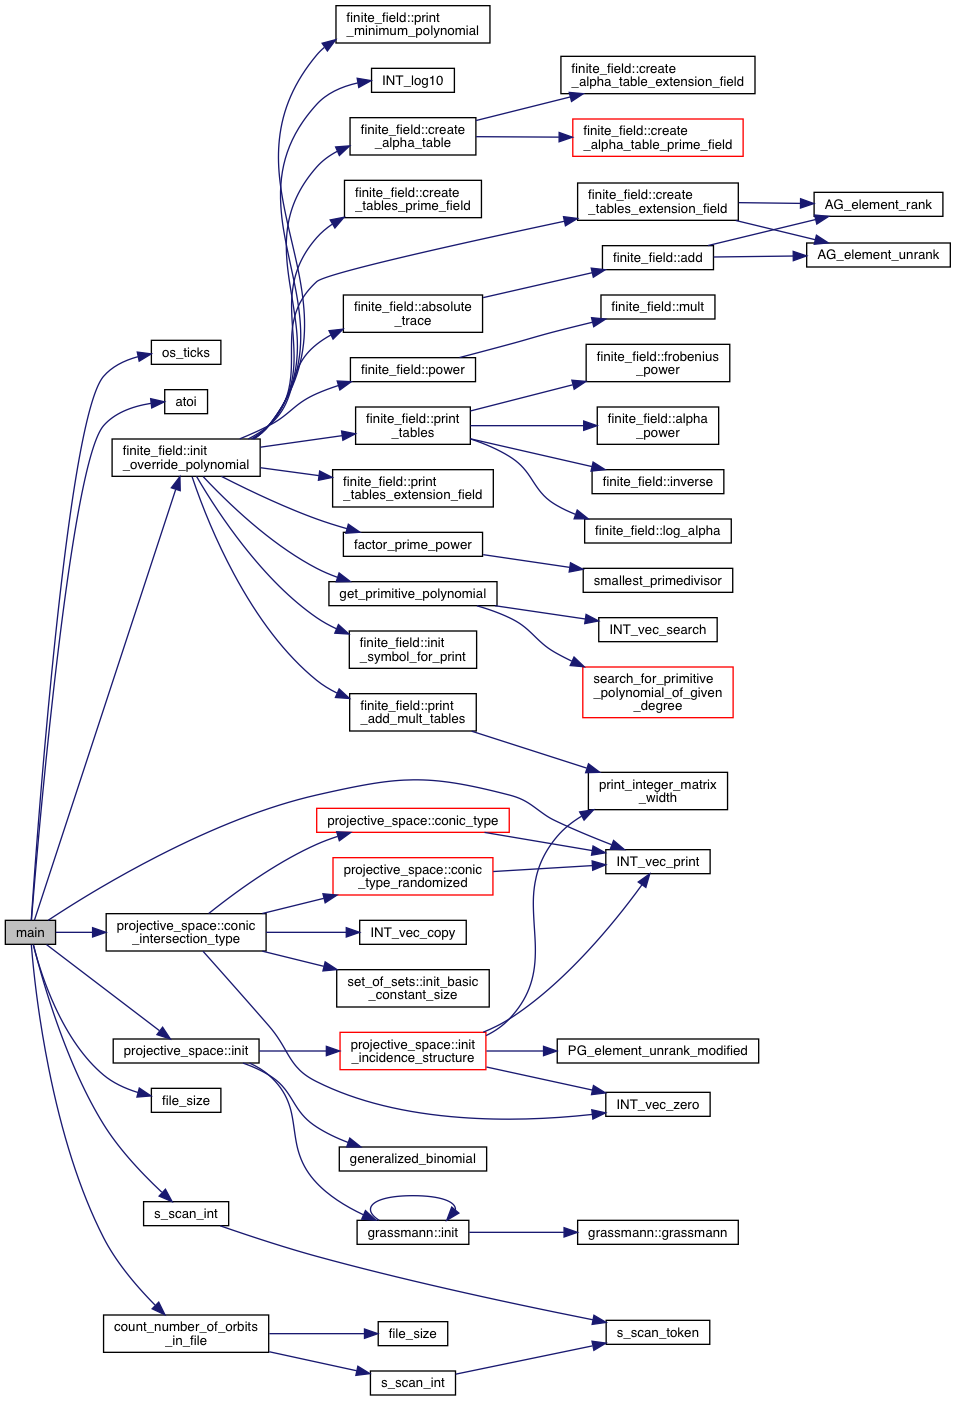 finite_field::print
_minimum_polynomial
INT_log10
finite_field::create
_alpha_table_extension_field
finite_field::create
_alpha_table
finite_field::create
_alpha_table_prime_field
finite_field::create
_tables_prime_field
finite_field::create
_tables_extension_field
AG_element_rank
finite_field::add
AG_element_unrank
finite_field::absolute
_trace
finite_field::mult
os_ticks
finite_field::power
finite_field::frobenius
_power
atoi
finite_field::print
_tables
finite_field::alpha
_power
finite_field::init
_override_polynomial
finite_field::print
_tables_extension_field
finite_field::inverse
finite_field::log_alpha
factor_prime_power
smallest_primedivisor
get_primitive_polynomial
INT_vec_search
finite_field::init
_symbol_for_print
search_for_primitive
_polynomial_of_given
_degree
finite_field::print
_add_mult_tables
print_integer_matrix
_width
projective_space::conic_type
INT_vec_print
projective_space::conic
_type_randomized
main
projective_space::conic
_intersection_type
INT_vec_copy
set_of_sets::init_basic
_constant_size
projective_space::init
projective_space::init
_incidence_structure
PG_element_unrank_modified
file_size
INT_vec_zero
generalized_binomial
s_scan_int
grassmann::init
grassmann::grassmann
count_number_of_orbits
_in_file
file_size
s_scan_token
s_scan_int